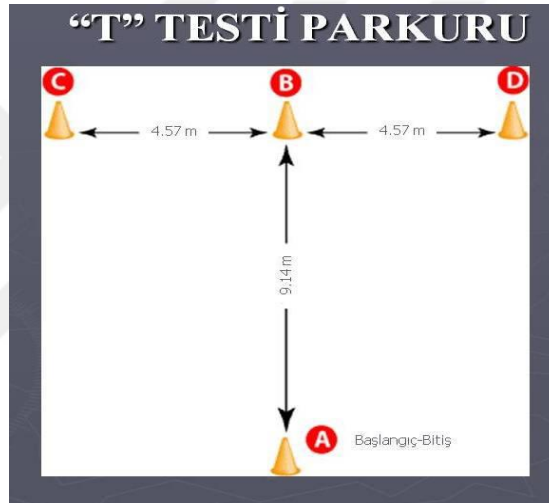 “T” TESTİ PARKURU
C B D
4.57 m 4.57 m
9.14 m
A Başlangıç-Bitiş